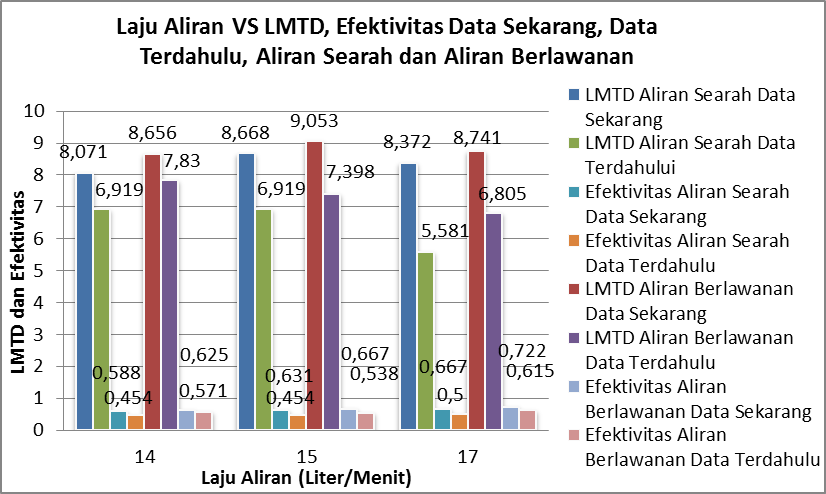 Laju Aliran VS LMTD, Efektivitas Data Sekarang, Data
Terdahulu, Aliran Searah dan Aliran Berlawanan
LMTD dan Efektivitas
10
9
8
7
6
5
4
3
2
1
0
8,071
6,919
0,588
0,454
8,656
7,83
0,625
0,571
8,668
6,919
0,631
0,454
9,053
7,398
0,667
0,538
8,372
5,581
0,667
0,5
8,741
6,805
0,722
0,615
14
15
17
Laju Aliran (Liter/Menit)
LMTD Aliran Searah Data
Sekarang
LMTD Aliran Searah Data
Terdahului
Efektivitas Aliran Searah
Data Sekarang
Efektivitas Aliran Searah
Data Terdahulu
LMTD Aliran Berlawanan
Data Sekarang
LMTD Aliran Berlawanan
Data Terdahulu
Efektivitas Aliran
Berlawanan Data Sekarang
Efektivitas Aliran
Berlawanan Data Terdahulu